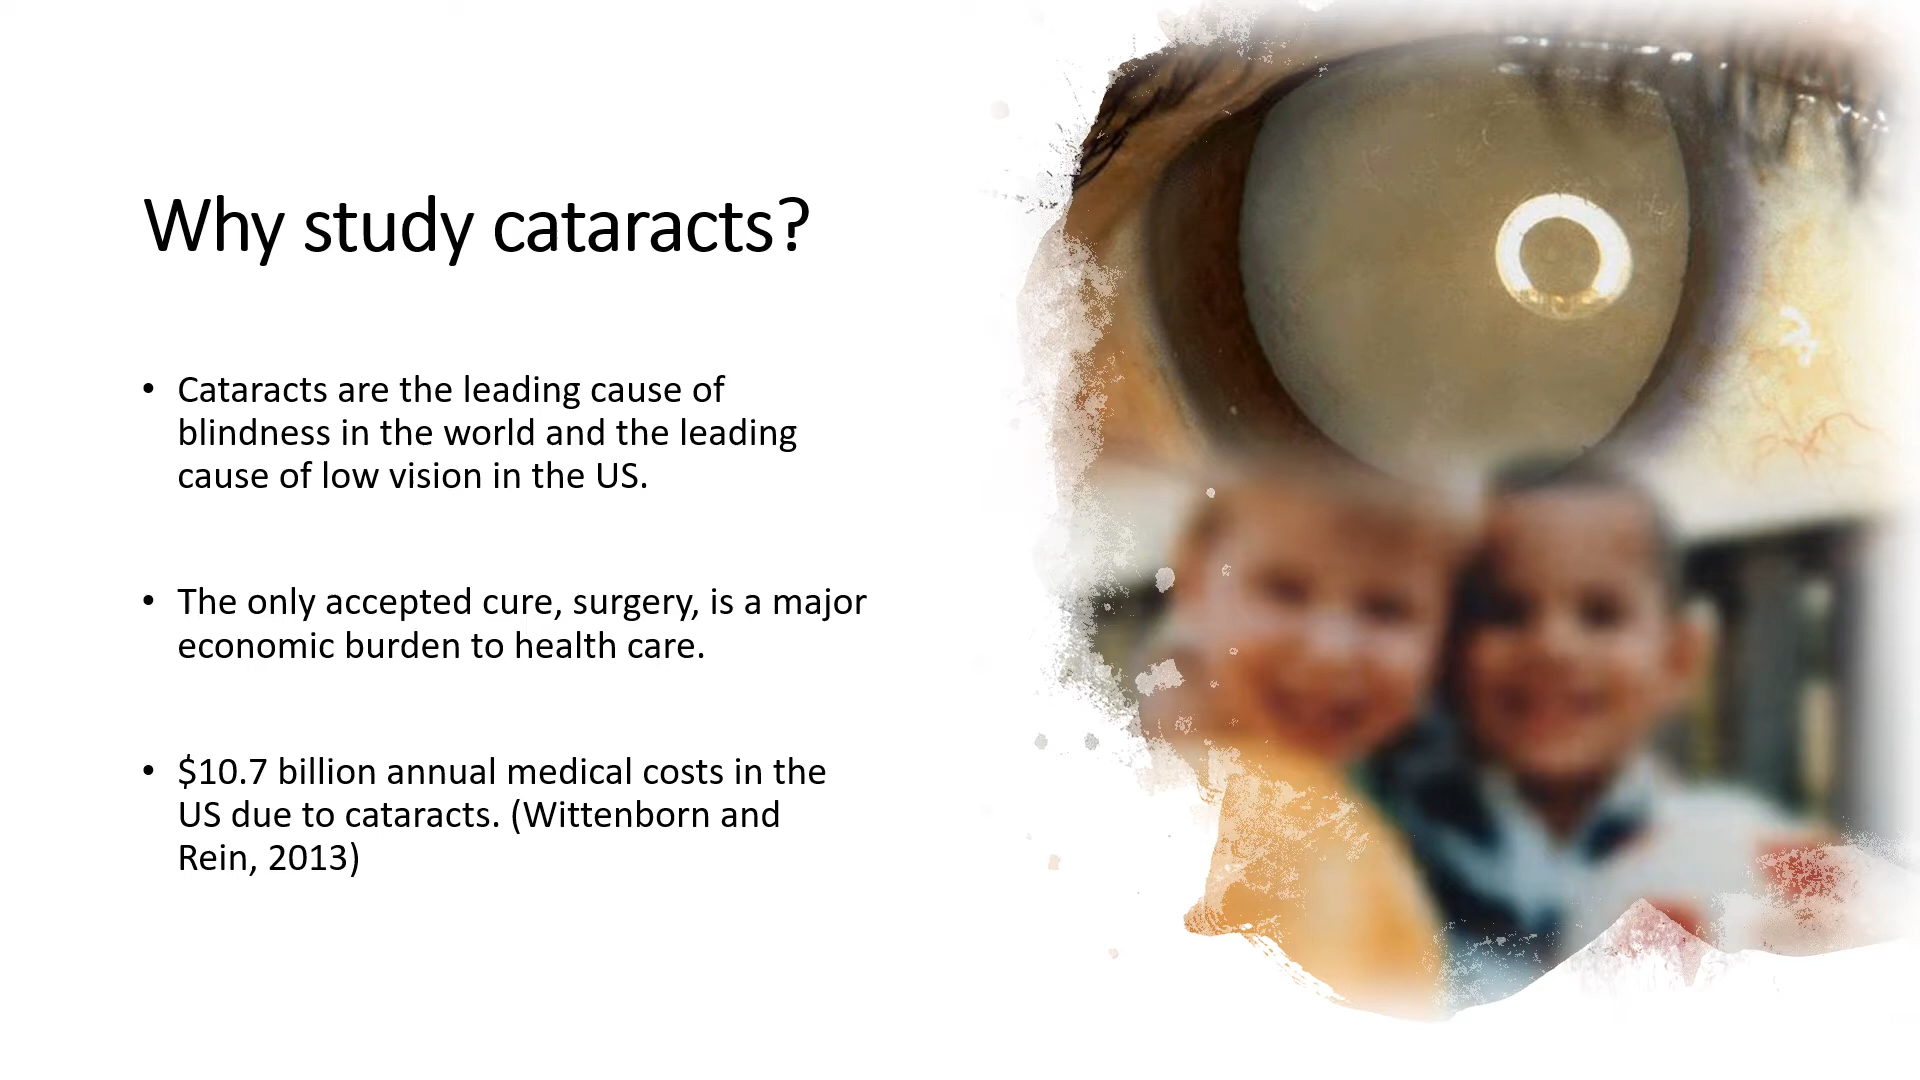 Why study cataracts?
• Cataracts are the leading cause of
blindness in the world and the leading
cause of low vision in the US.
• The only accepted cure, surgery, is a major
economic burden to health care.
• $10.7 billion annual medical costs in the
US due to cataracts. (Wittenborn and
Rein, 2013)